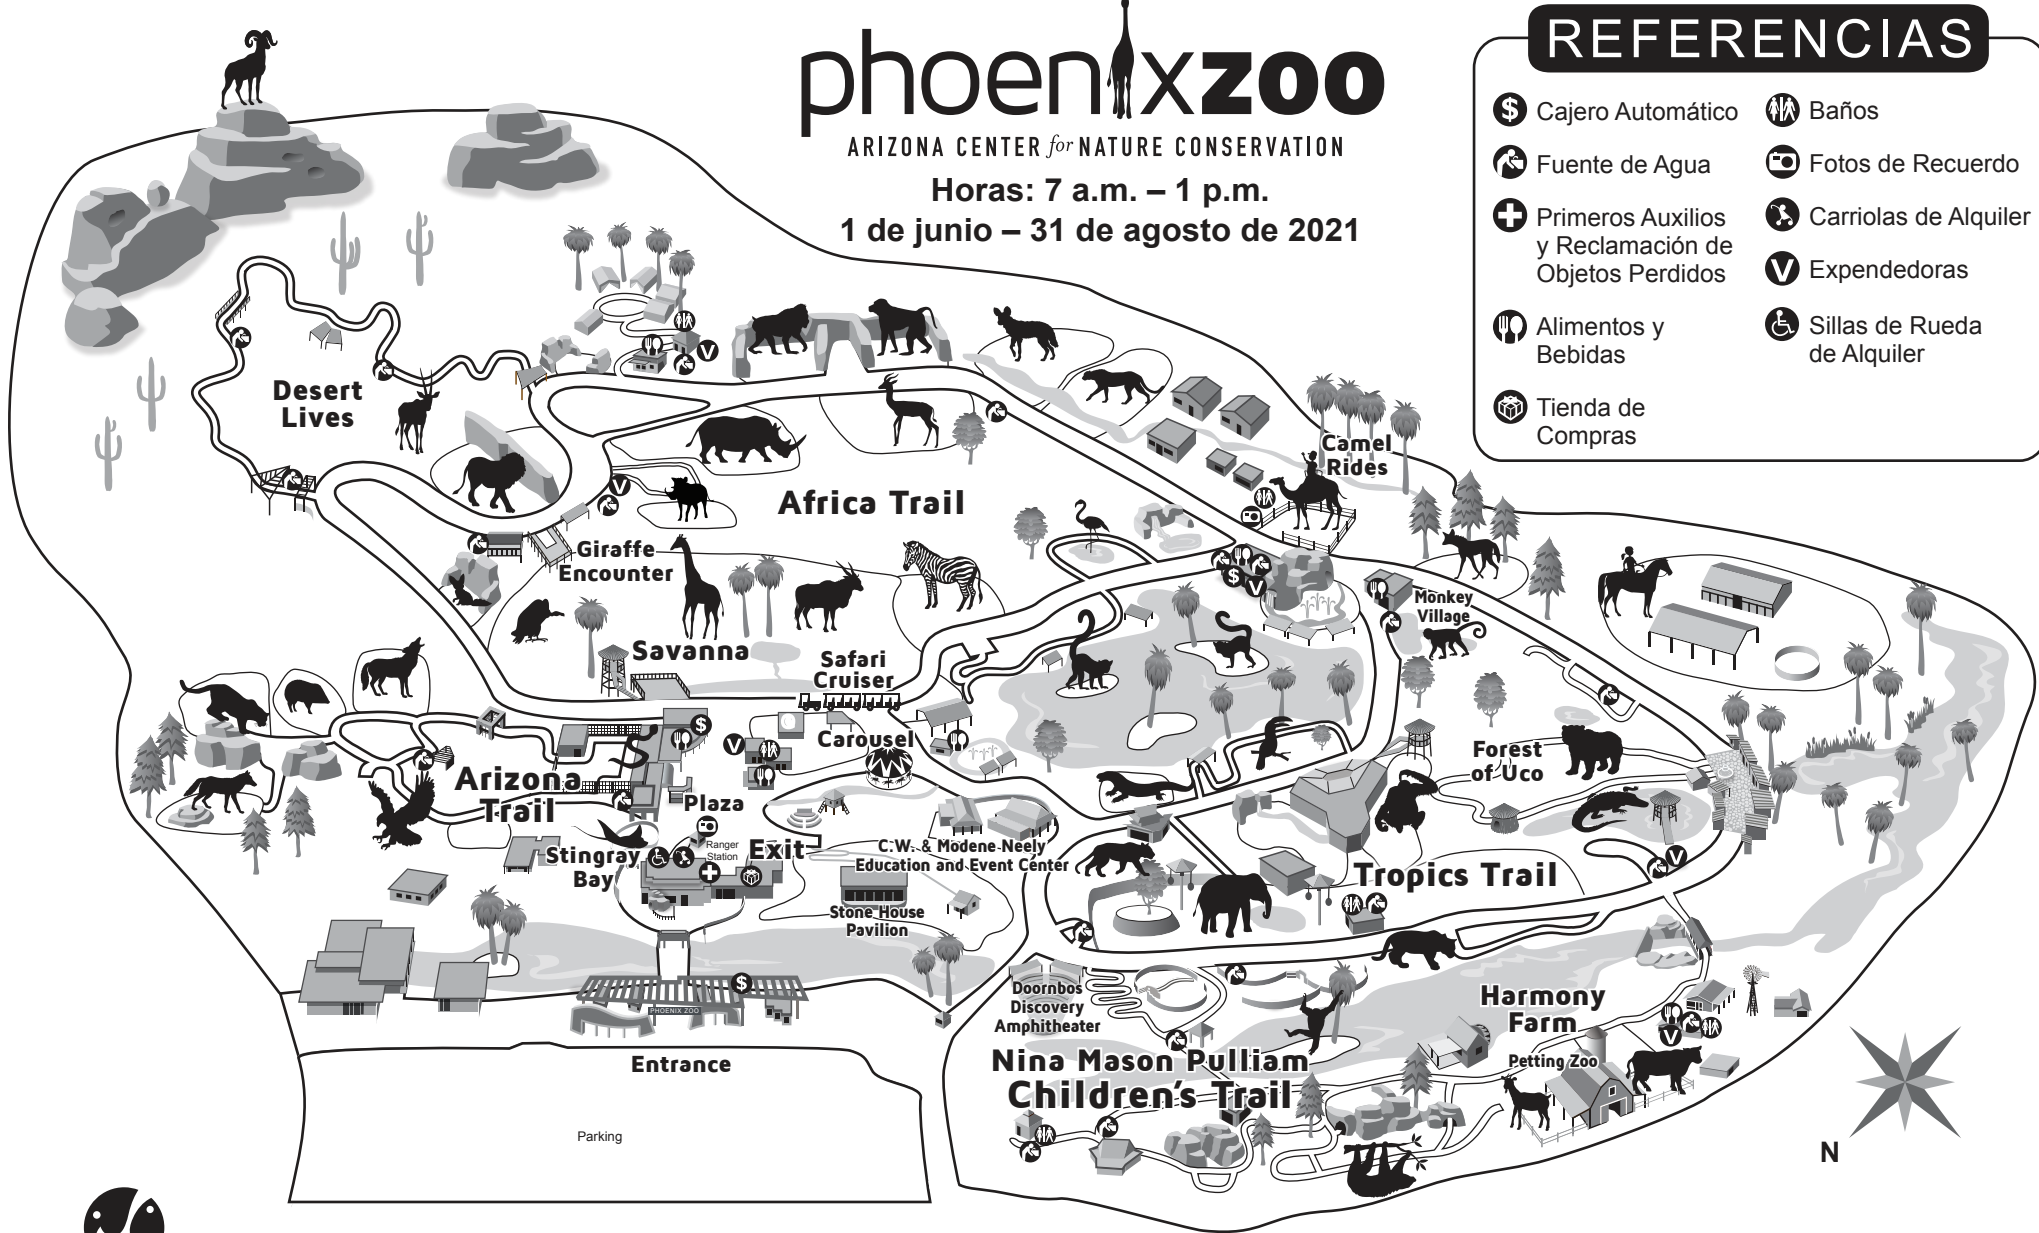 phoenixzoo
ARIZONA CENTER for NATURE CONSERVATION
Horas: 7 a.m. – 1 p.m.
1 de junio – 31 de agosto de 2021
REFERENCIAS
$ Cajero Automático
Fuente de Agua
Primeros Auxilios
y Reclamación de
Objetos Perdidos
Alimentos y
Bebidas
Tienda de
Compras
Baños
Fotos de Recuerdo
Carriolas de Alquiler
V Expendedoras
Sillas de Rueda
de Alquiler
Desert
Lives
V
Camel
Rides
Africa Trail
V
Giraffe
Encounter
$
V
Monkey
Village
Savanna
Safari
Cruiser
$
V
Carousel
Forest
of Uco
Arizona
Trail
Plaza
Ranger
Station
Exit
Stingray
Bay
C.W. & Modene Neely
Education and Event Center
Stone House
Pavilion
V
Tropics Trail
$
PHOENIX ZOO
Entrance
Parking
Doornbos
Discovery
Amphitheater
Harmony
Farm
V
Petting Zoo
Nina Mason Pulliam
Children's Trail
N